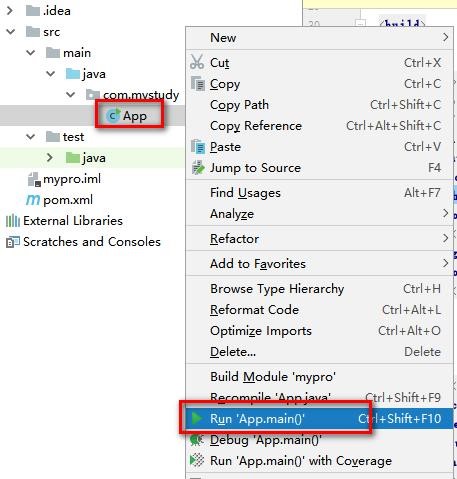 .idea
src
main
java
com.mystudy
App
test
java
mypro.iml
pom.xml
External Libraries
Scratches and Consoles
30
<build>
New
Cut Ctrl+X
Copy Ctrl+C
Copy Path Ctrl+Shift+C
Copy Reference Ctrl+Alt+Shift+C
Paste Ctrl+V
Jump to Source F4
Find Usages Alt+F7
Analyze
Refactor
Add to Favorites
Browse Type Hierarchy Ctrl+H
Reformat Code Ctrl+Alt+L
Optimize Imports Ctrl+Alt+O
Delete... Delete
Build Module 'mypro'
Recompile 'App.java' Ctrl+Shift+F9
Run 'App.main()' Ctrl+Shift+F10
Debug 'App.main()'
Run 'App.main()' with Coverage